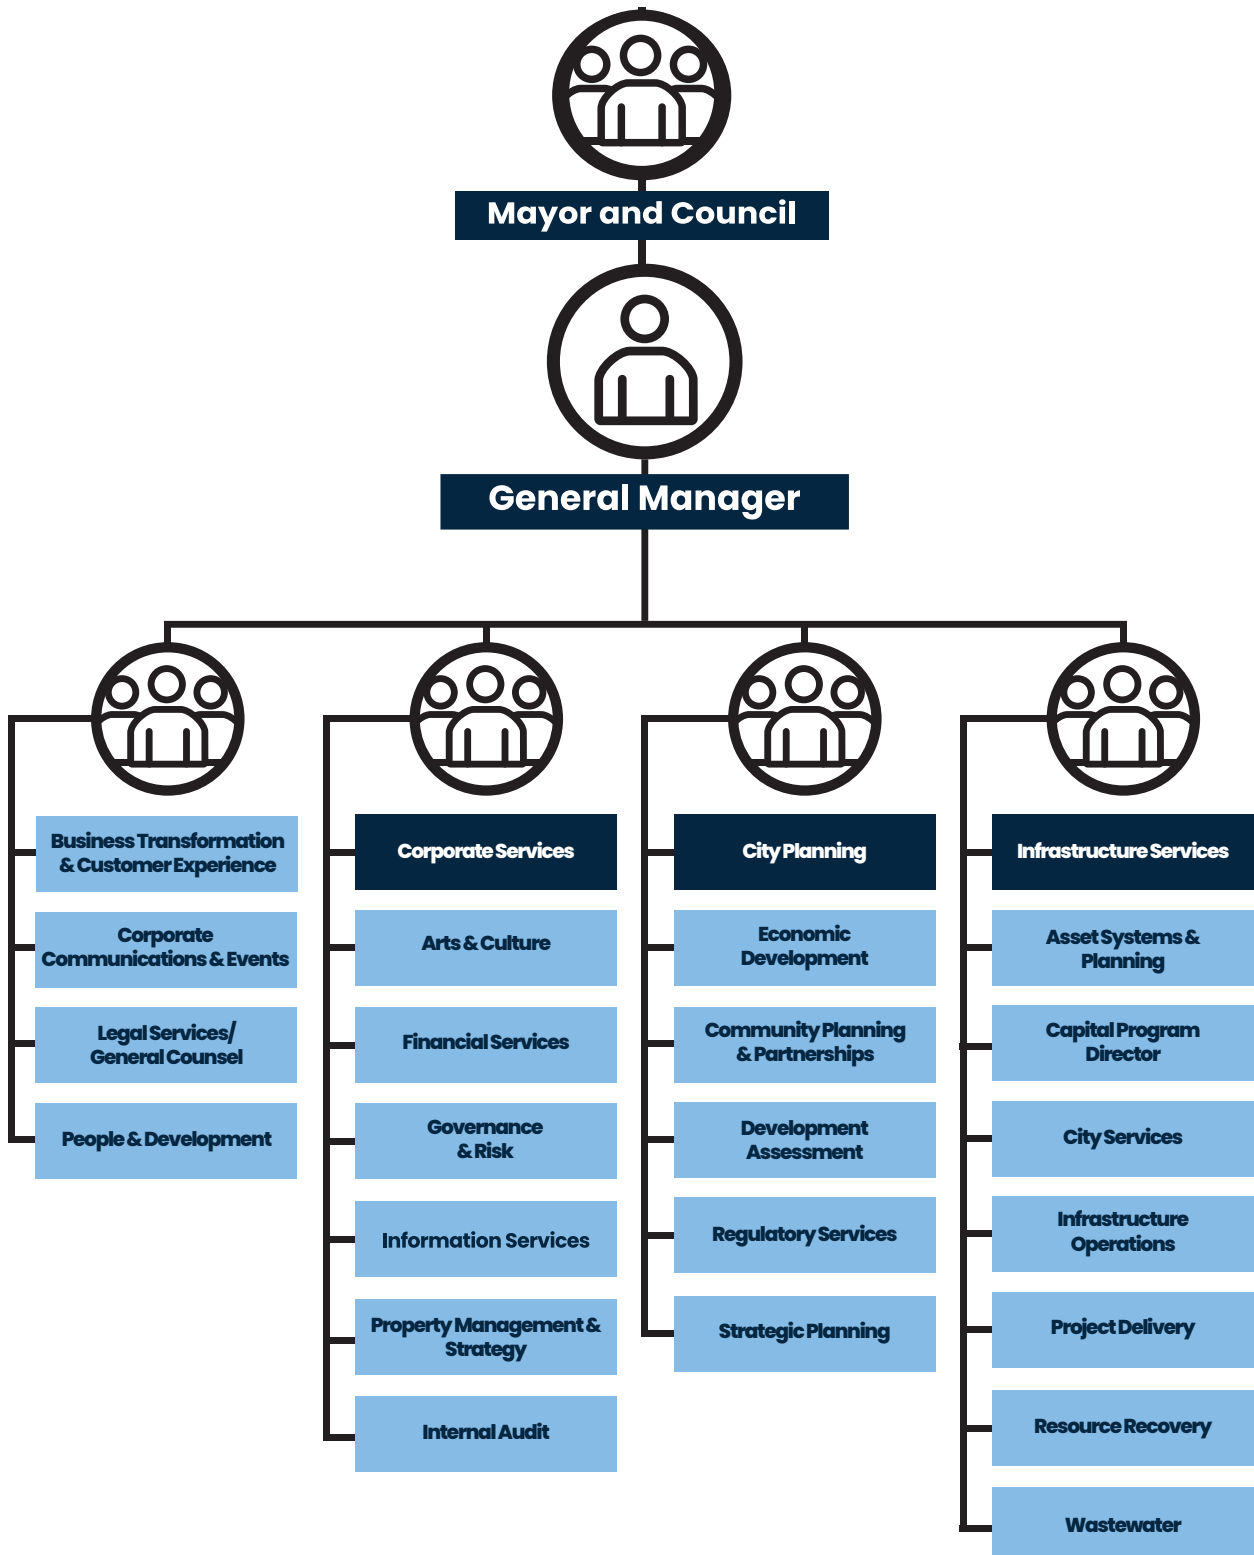 Mayor and Council
General Manager
Business Transformation
& Customer Experience
Corporate
Communications & Events
Legal Services/
General Counsel
People & Development
Corporate Services
Arts & Culture
Financial Services
Governance
& Risk
Information Services
Property Management &
Strategy
Internal Audit
City Planning
Economic
Development
Community Planning
& Partnerships
Development
Assessment
Regulatory Services
Strategic Planning
Infrastructure Services
Asset Systems &
Planning
Capital Program
Director
City Services
Infrastructure
Operations
Project Delivery
Resource Recovery
Wastewater